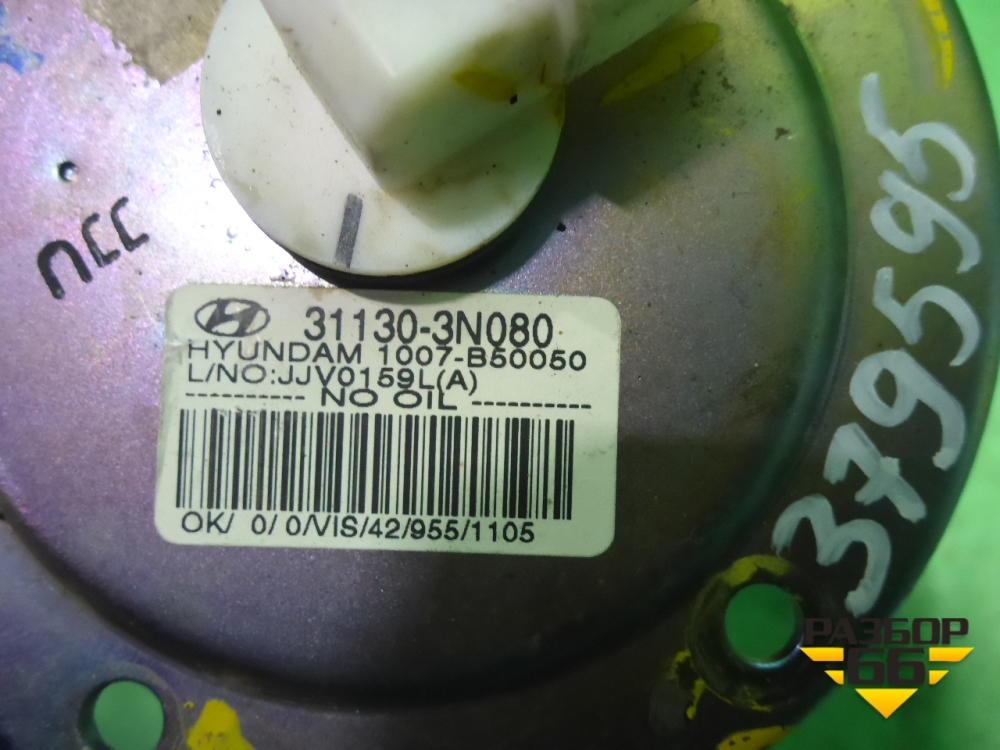 31130-3N080
HYUNDAM 1007-B50050
L/NO:JJV0159L(A)
---------- NO OIL ----------
OK/ 0/ 0/VIS/42/955/1105
379595
РАЗБОР
66